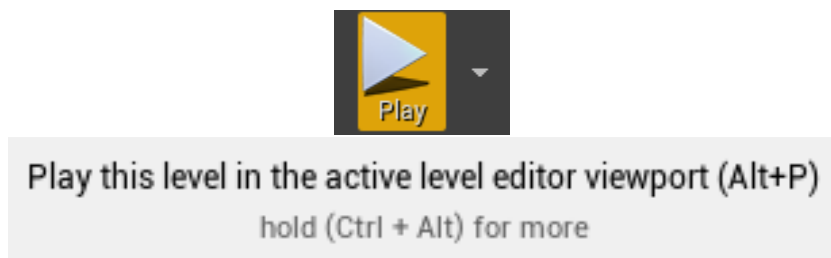 Play
Play this level in the active level editor viewport (Alt+P)
hold (Ctrl + Alt) for more